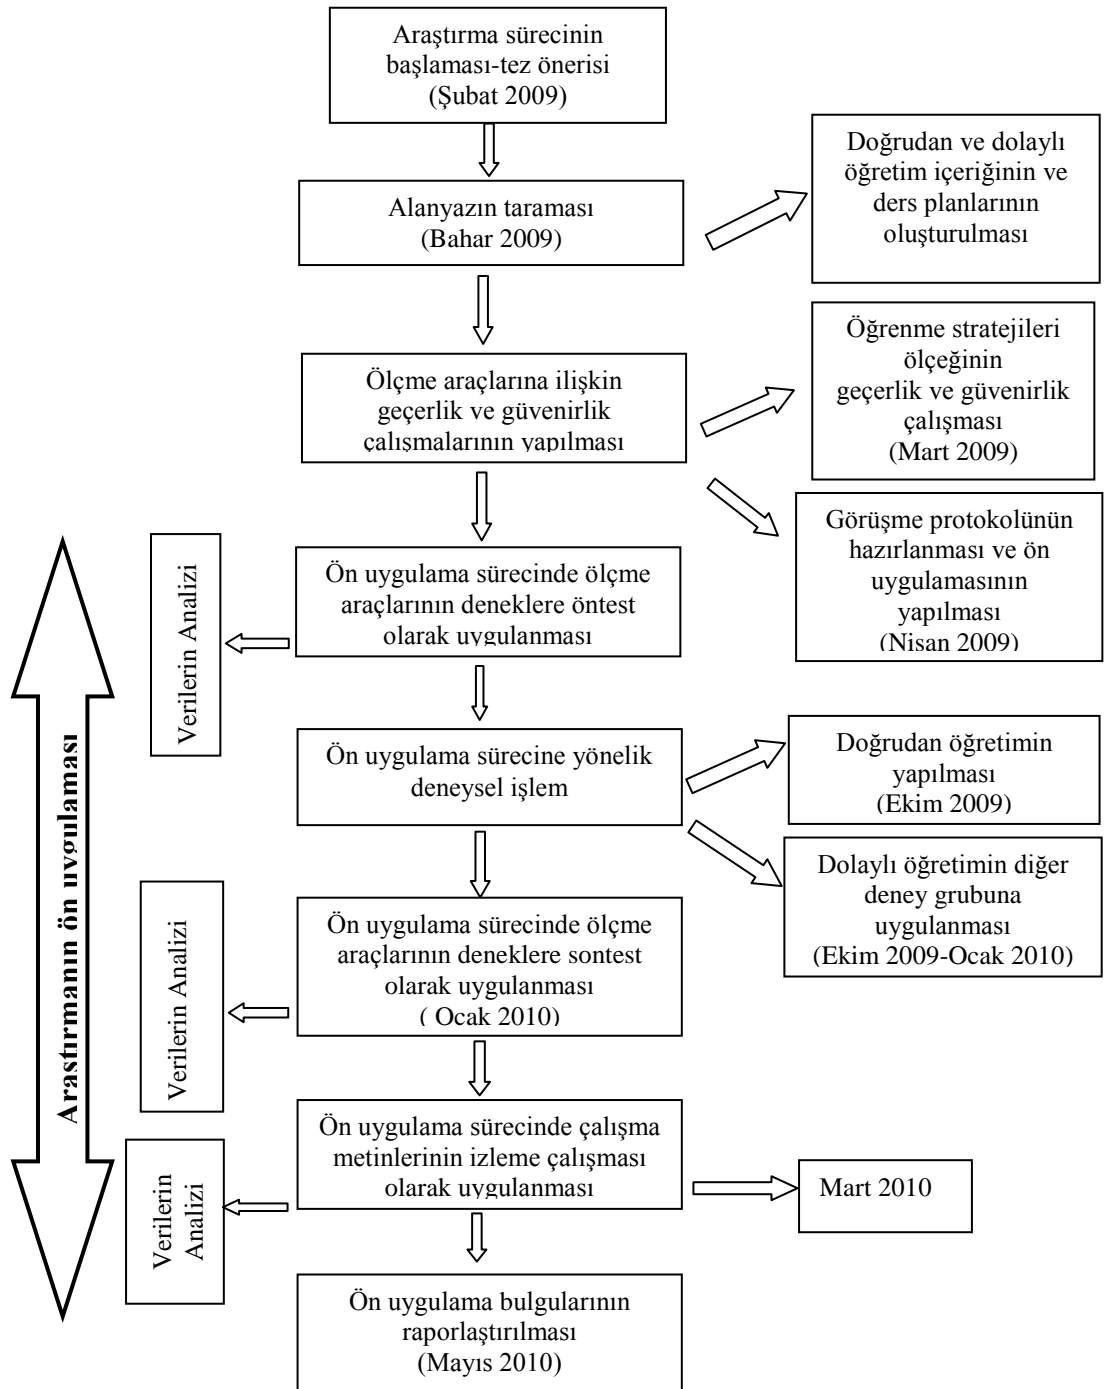 Araştırma sürecinin
başlaması-tez önerisi
(Şubat 2009)
Doğrudan ve dolaylı
öğretim içeriğinin ve
ders planlarının
oluşturulması
Alanyazın taraması
(Bahar 2009)
Öğrenme stratejileri
ölçeğinin
geçerlik ve güvenirlik
çalışması
(Mart 2009)
Ölçme araçlarına ilişkin
geçerlik ve güvenirlik
çalışmalarının yapılması
Görüşme protokolünün
hazırlanması ve ön
uygulamasının
yapılması
(Nisan 2009)
Ön uygulama sürecinde ölçme
araçlarının deneklere öntest
olarak uygulanması
Verilerin Analizi
Araştırmanın ön uygulaması
Ön uygulama sürecine yönelik
deneysel işlem
Doğrudan öğretimin
yapılması
(Ekim 2009)
Dolaylı öğretimin diğer
deney grubuna
uygulanması
(Ekim 2009-Ocak 2010)
Ön uygulama sürecinde ölçme
araçlarının deneklere sontest
olarak uygulanması
( Ocak 2010)
Verilerin Analizi
Ön uygulama sürecinde çalışma
metinlerinin izleme çalışması
olarak uygulanması
Mart 2010
Verilerin
Analizi
Ön uygulama bulgularının
raporlaştırılması
(Mayıs 2010)